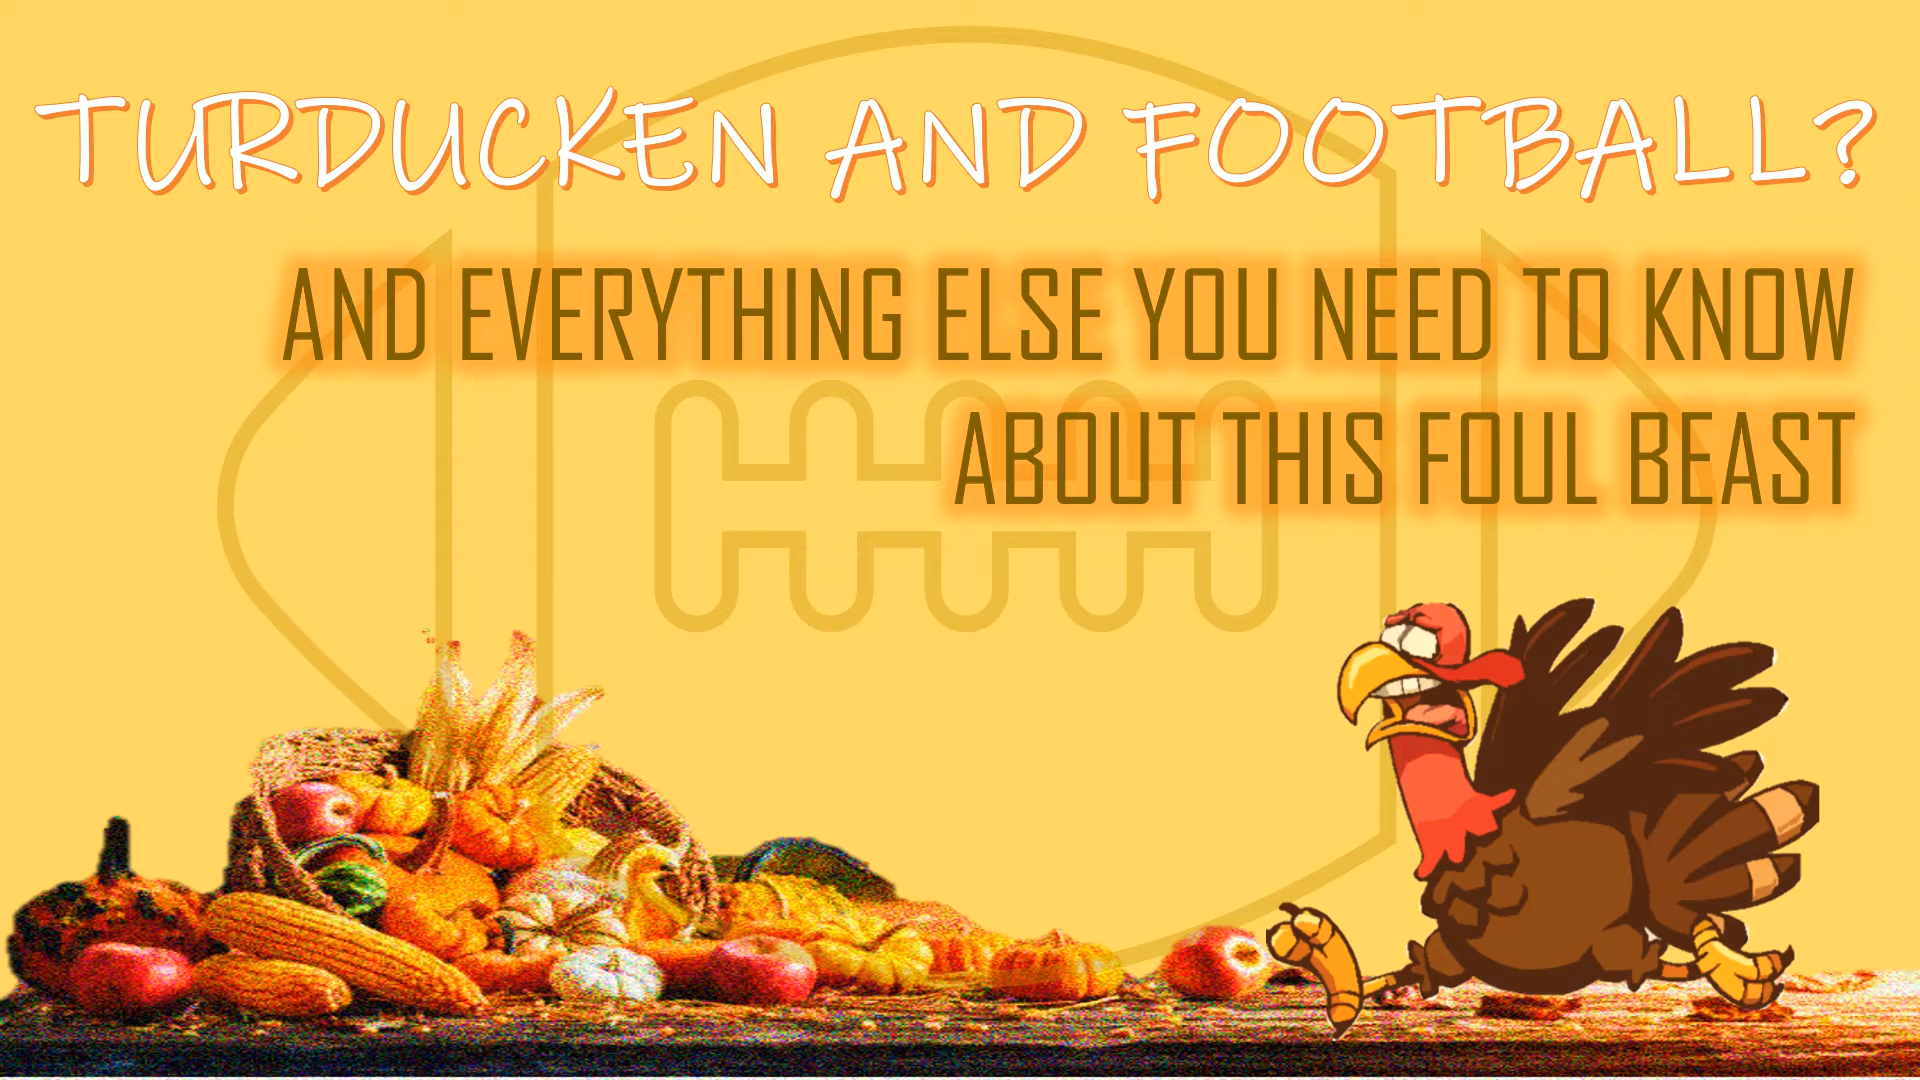 TURDUCKEN AND FOOTBALL?
AND EVERYTHING ELSE YOU NEED TO KNOW
ABOUT THIS FOUL BEAST